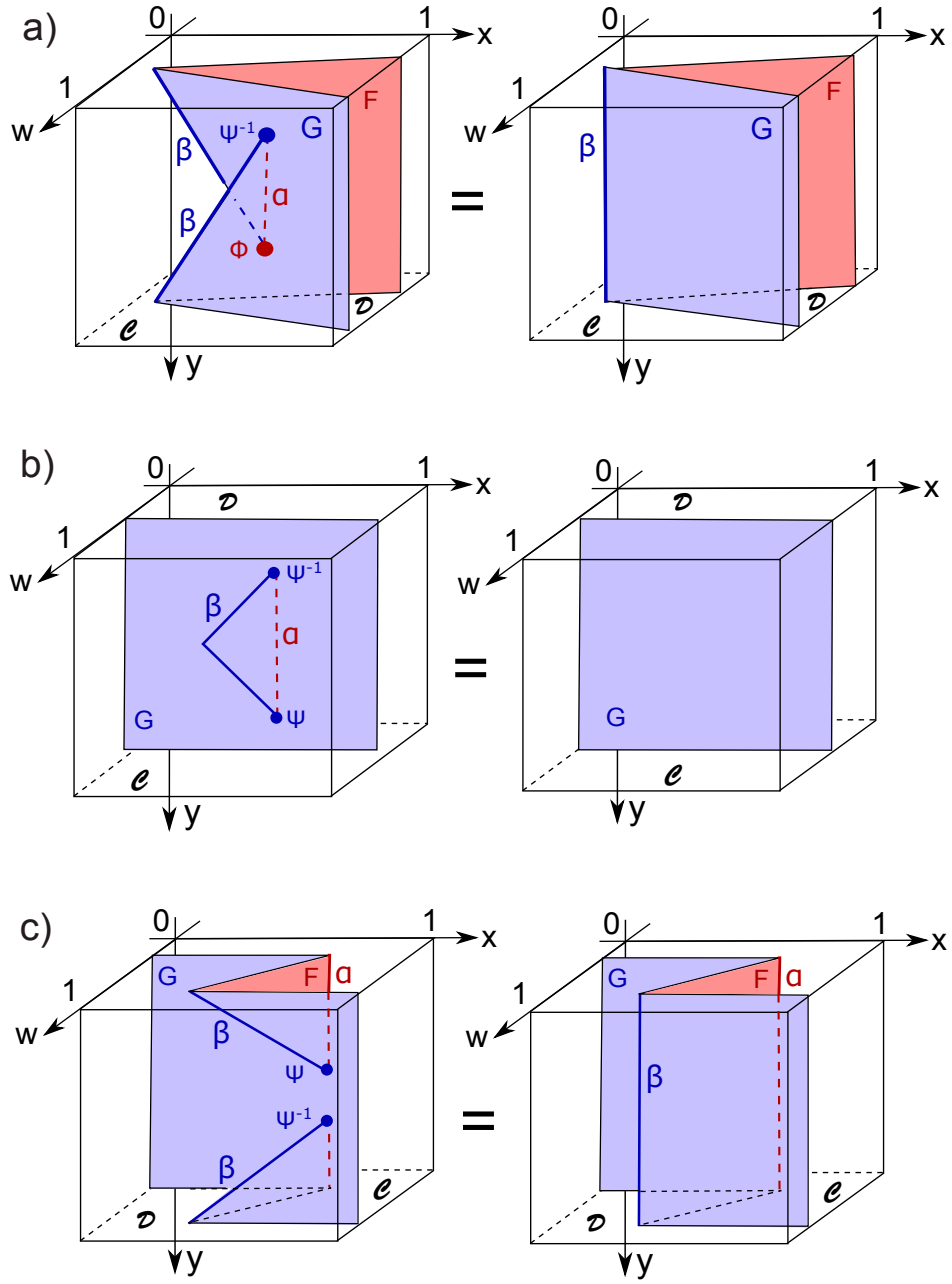 a)
0 1 x 0 1 x
1 1
w w
F F
G G
Ψ⁻¹
β β
α
β
Φ
𝒟 𝒟
𝒞 =  𝒞
y y
b)
0 1 x 0 1 x
𝒟 𝒟
1 1
w w
Ψ⁻¹
β
α
=
G Ψ G
𝒞 𝒞
y y
c)
0 1 x 0 1 x
G F α G F α
1 1
w w
β
Ψ β
Ψ⁻¹ =
β
𝒞 𝒞
𝒟 𝒟
y y